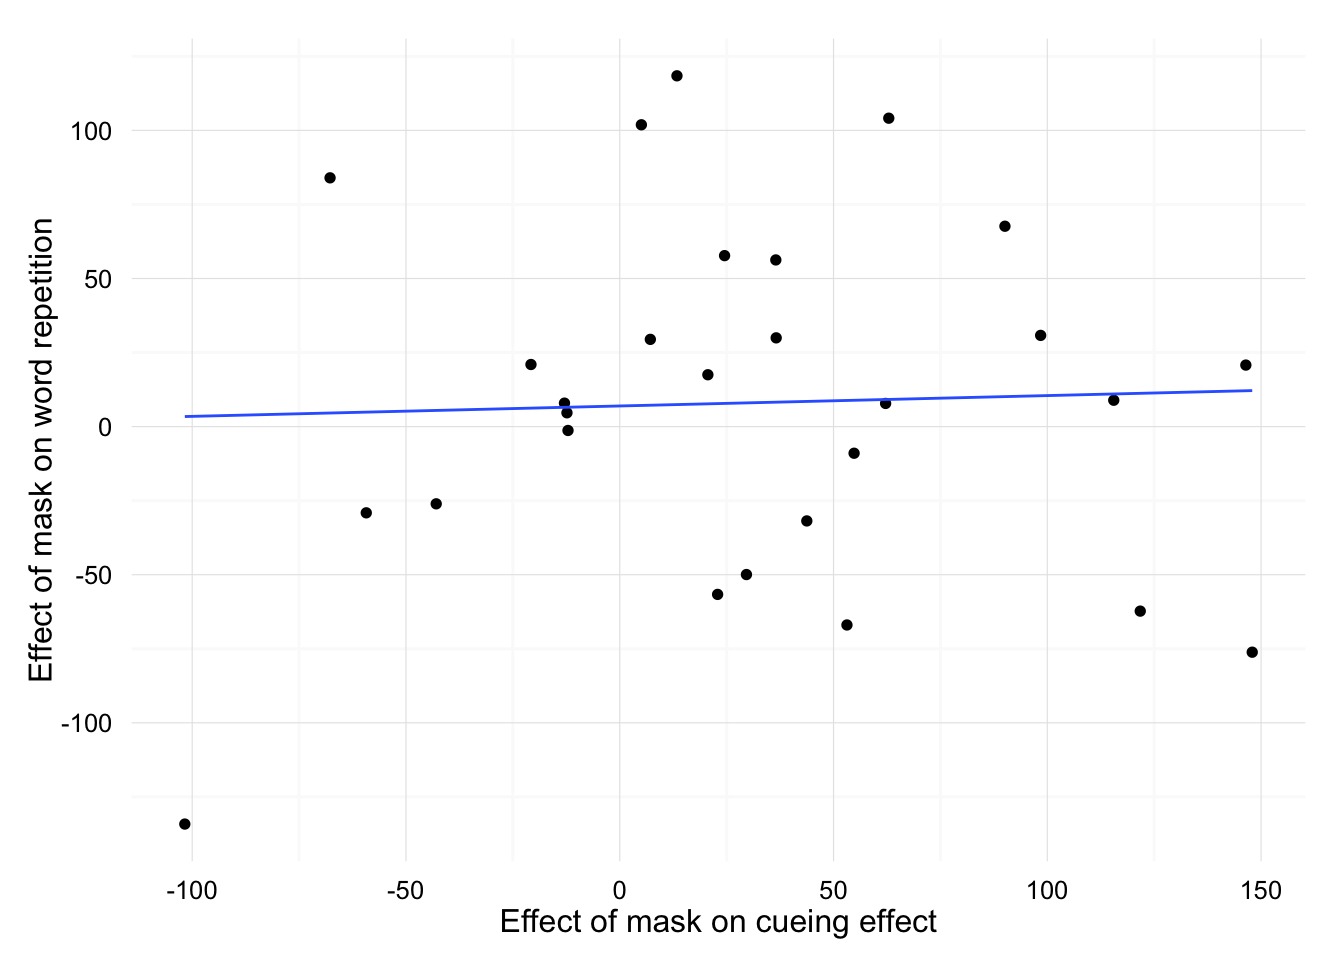 Effect of mask on word repetition
100
50
0
-50
-100
-100 -50 0 50 100 150
Effect of mask on cueing effect